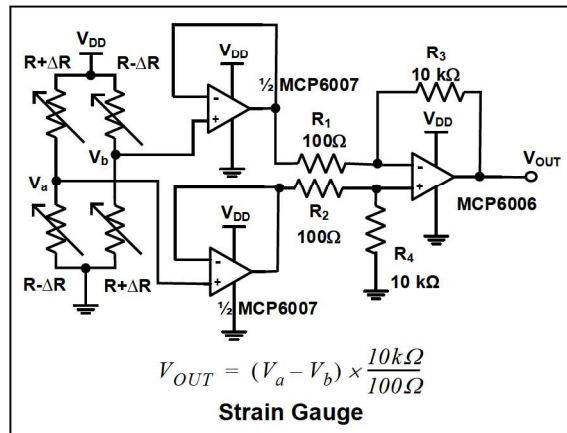 R+ΔR
V_DD
R-ΔR
V_DD
½ MCP6007
R_3
10 kΩ
-
+
V_b
R_1
100Ω
V_DD
V_OUT
-
+
V_a
R_2
100Ω
MCP6006
V_DD
-
+
R_4
10 kΩ
R-ΔR
R+ΔR
½ MCP6007
V_OUT = (V_a – V_b) × 10kΩ / 100Ω
Strain Gauge